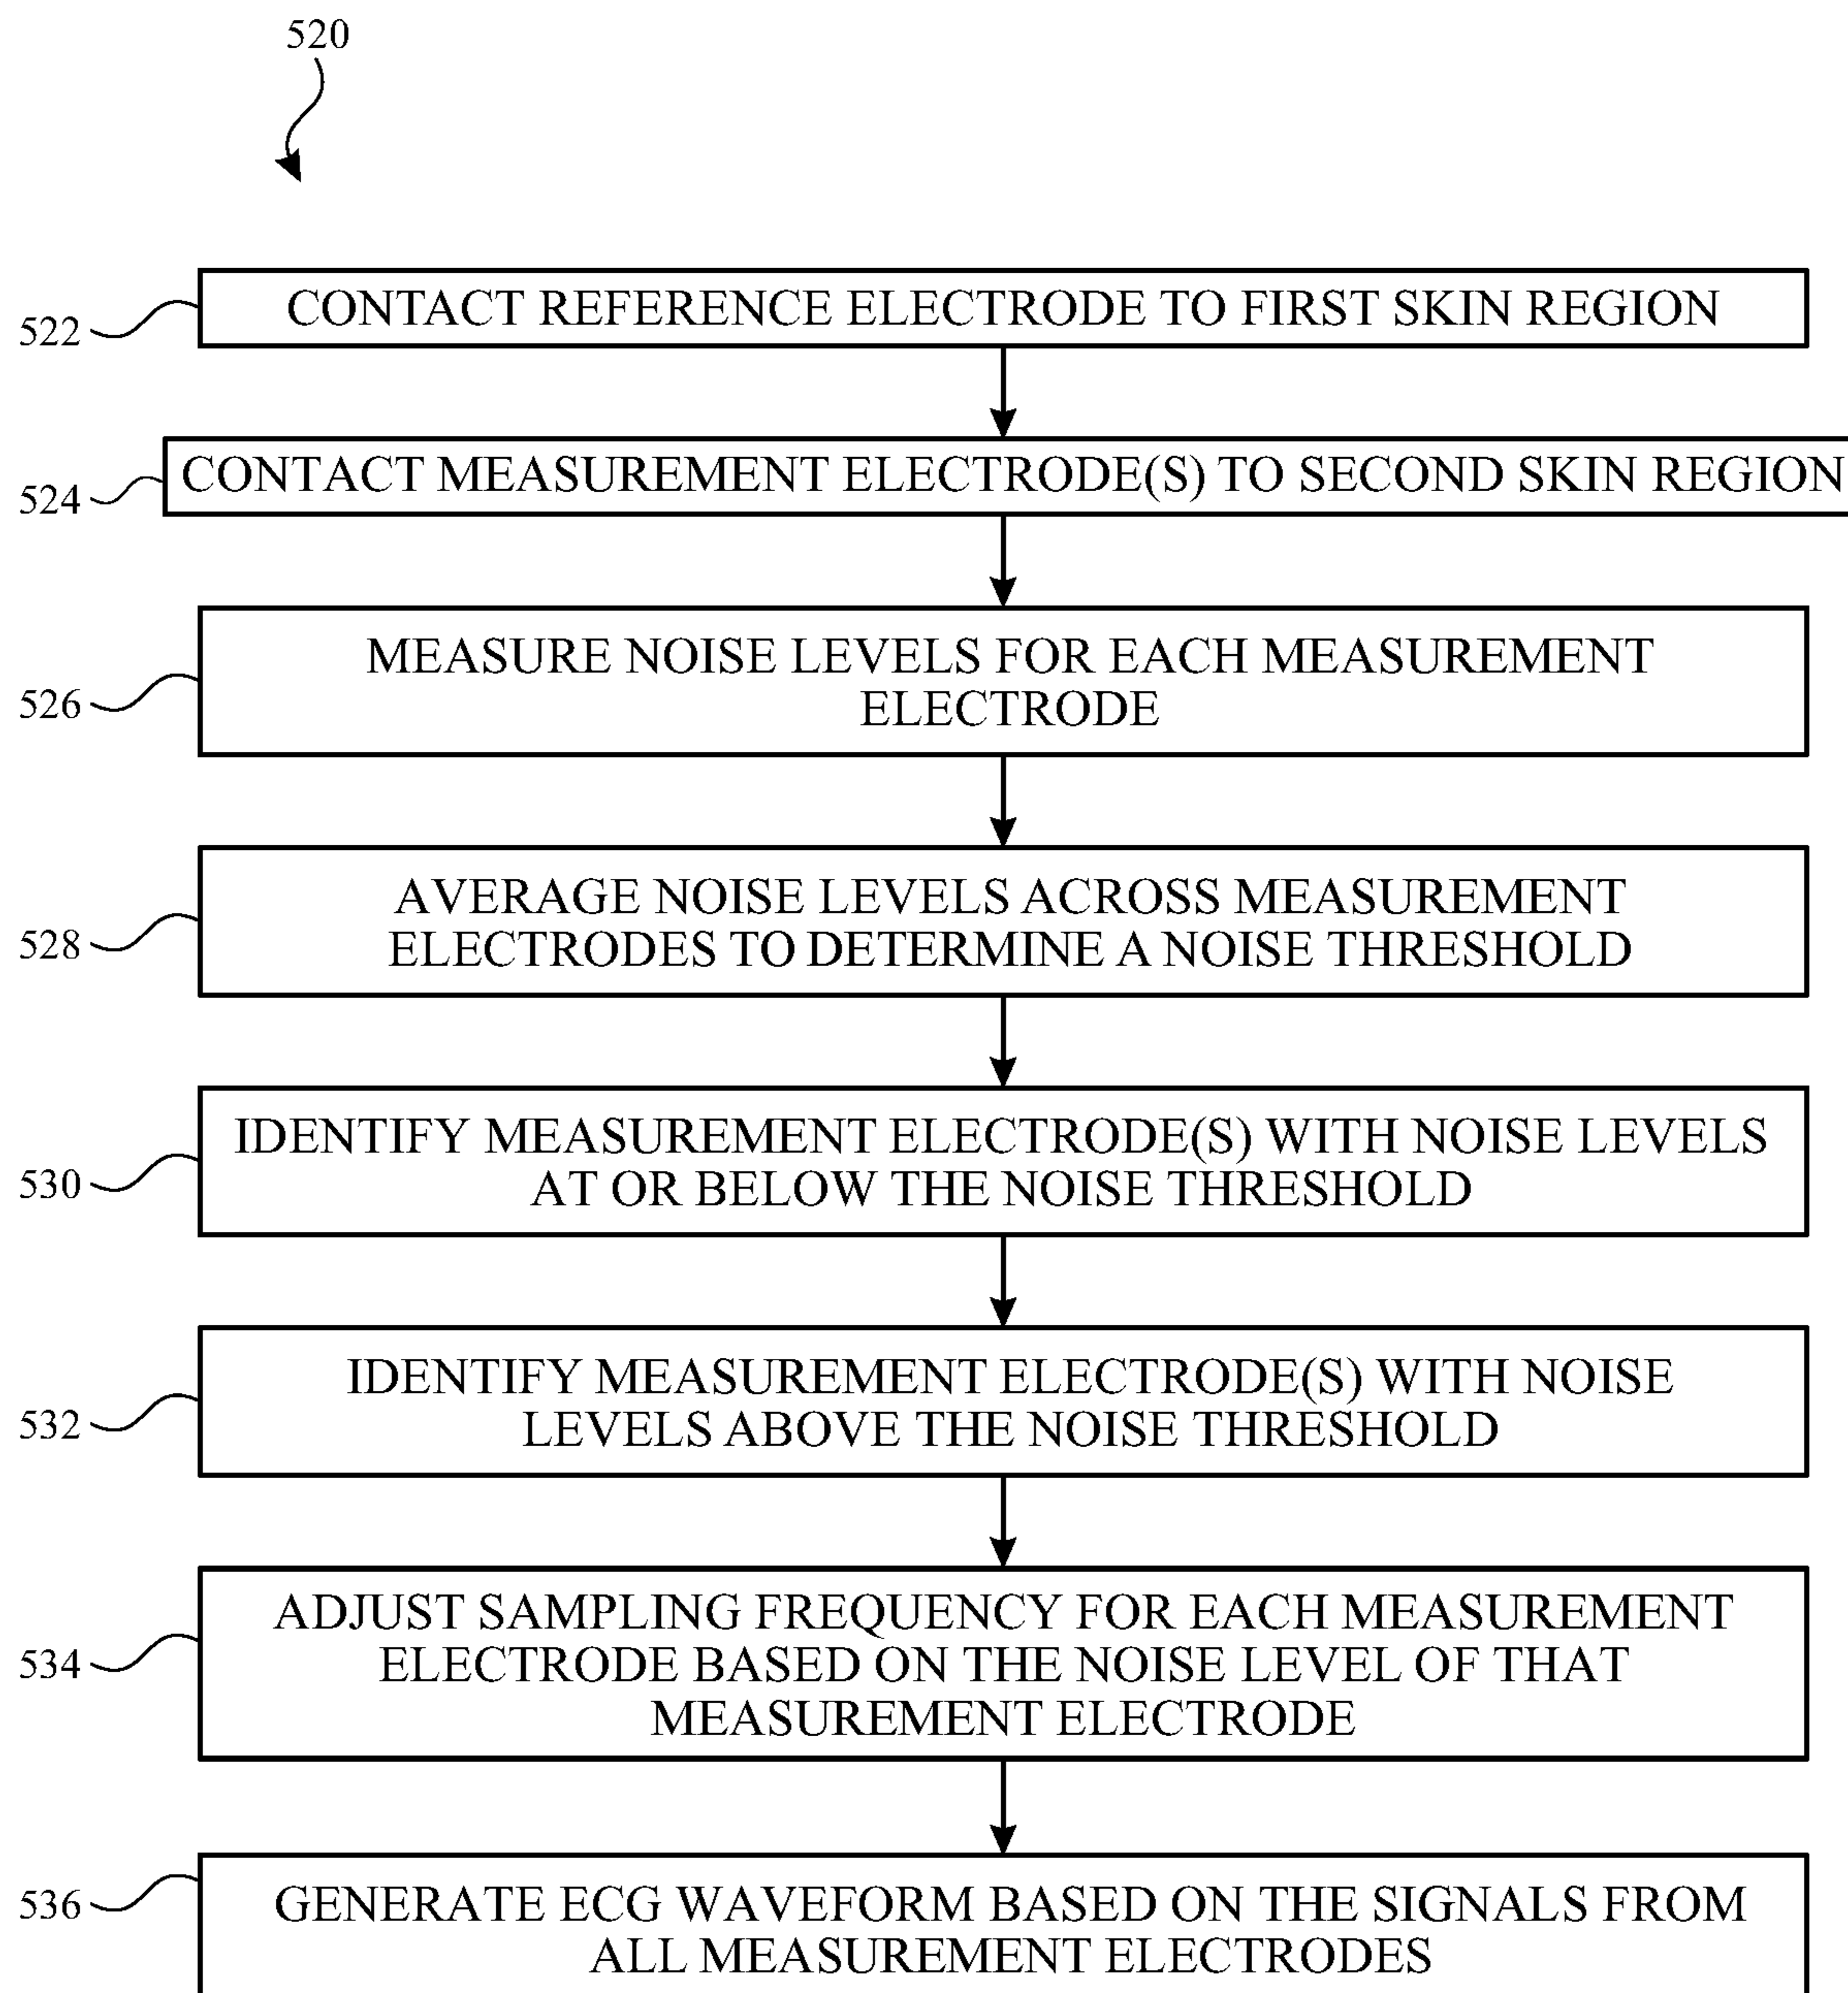 520
522
CONTACT REFERENCE ELECTRODE TO FIRST SKIN REGION
524
CONTACT MEASUREMENT ELECTRODE(S) TO SECOND SKIN REGION
526
MEASURE NOISE LEVELS FOR EACH MEASUREMENT
ELECTRODE
528
AVERAGE NOISE LEVELS ACROSS MEASUREMENT
ELECTRODES TO DETERMINE A NOISE THRESHOLD
530
IDENTIFY MEASUREMENT ELECTRODE(S) WITH NOISE LEVELS
AT OR BELOW THE NOISE THRESHOLD
532
IDENTIFY MEASUREMENT ELECTRODE(S) WITH NOISE
LEVELS ABOVE THE NOISE THRESHOLD
534
ADJUST SAMPLING FREQUENCY FOR EACH MEASUREMENT
ELECTRODE BASED ON THE NOISE LEVEL OF THAT
MEASUREMENT ELECTRODE
536
GENERATE ECG WAVEFORM BASED ON THE SIGNALS FROM
ALL MEASUREMENT ELECTRODES